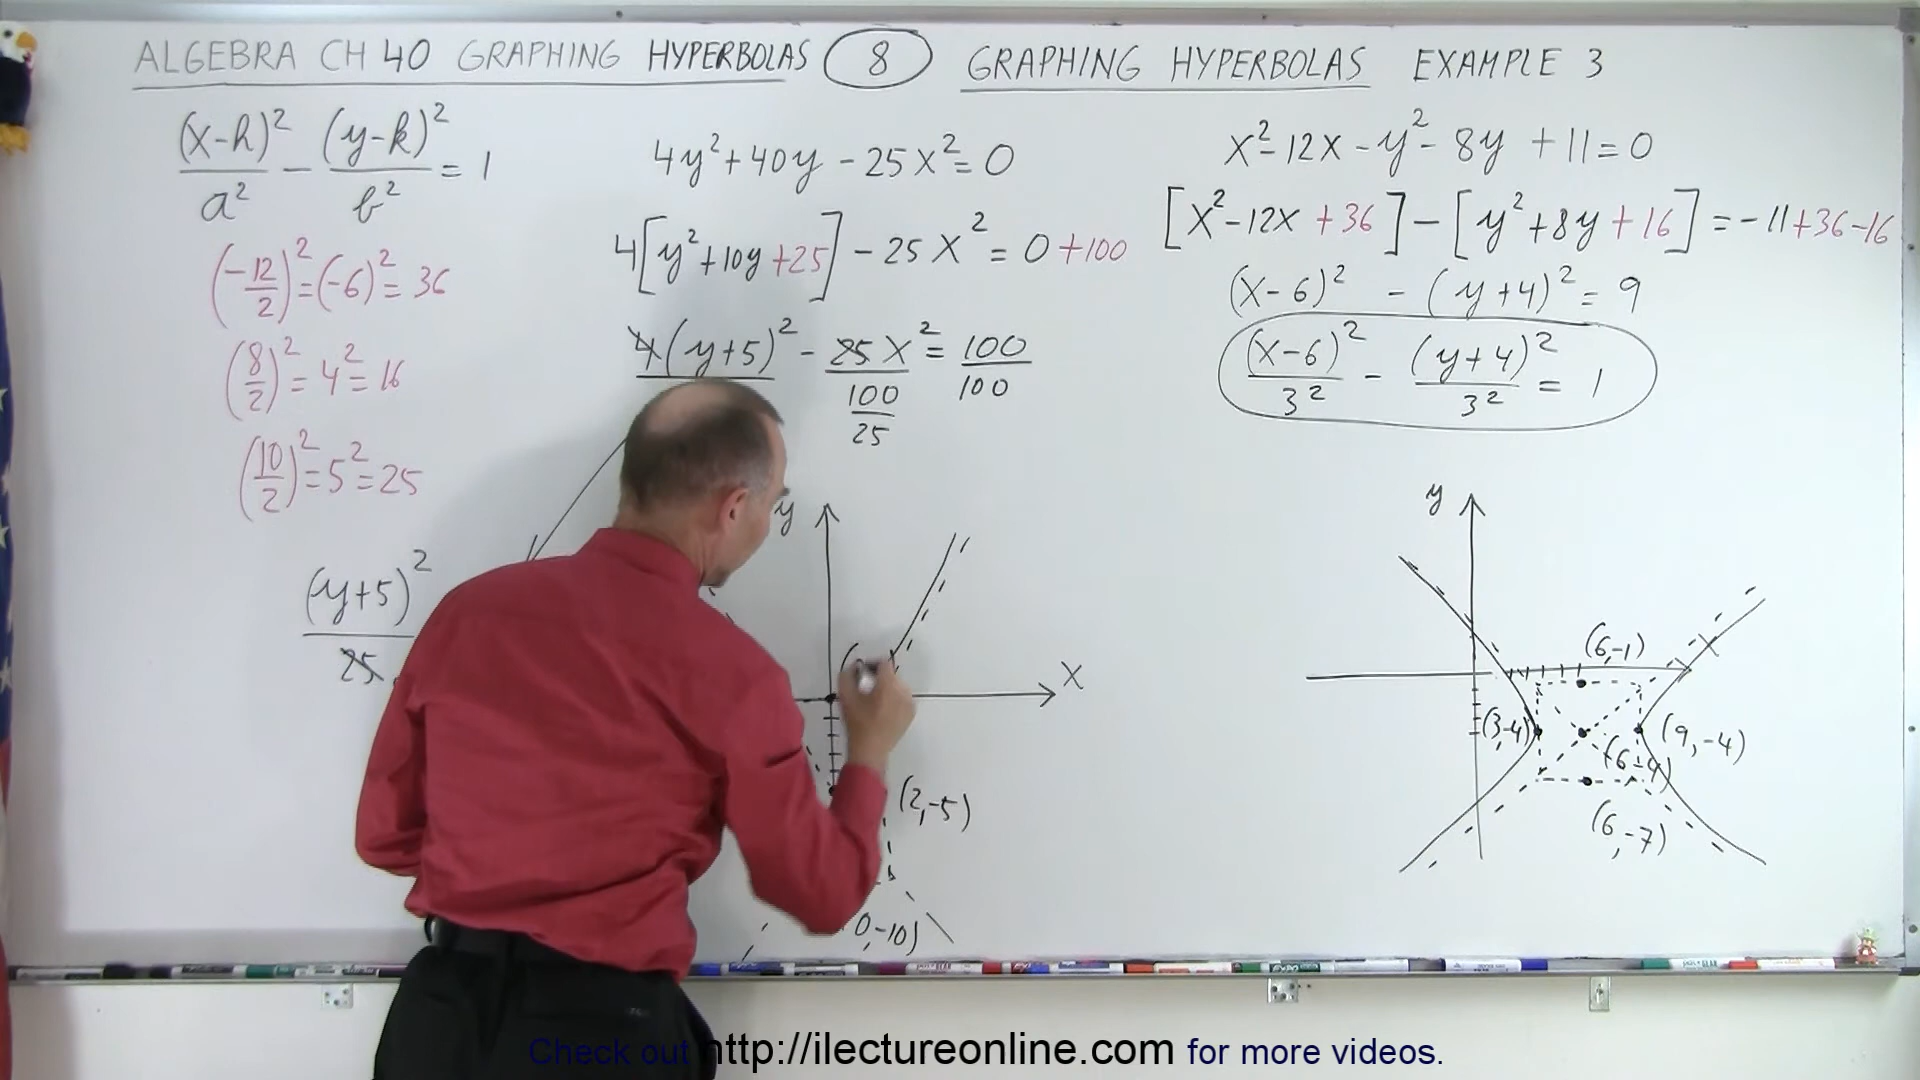 ALGEBRA CH 40 GRAPHING HYPERBOLAS 8 GRAPHING HYPERBOLAS EXAMPLE 3
(x-h)²/a² - (y-k)²/b² = 1
(-12/2)² = (-6)² = 36
(8/2)² = 4² = 16
(10/2)² = 5² = 25
(y+5)²/25
4y² + 40y - 25x² = 0
4[y² + 10y + 25] - 25x² = 0 + 100
4(y+5)² - 25x²/(100/25) = 100/100
y
x
(2,-5)
0,-10)
x² - 12x - y² - 8y + 11 = 0
[x² - 12x + 36] - [y² + 8y + 16] = -11 + 36 - 16
(x-6)² - (y+4)² = 9
(x-6)²/3² - (y+4)²/3² = 1
y
x
(6,-1)
(3,-4)
(9,-4)
(6,-4)
(6,-7)
Check out http://ilectureonline.com for more videos.